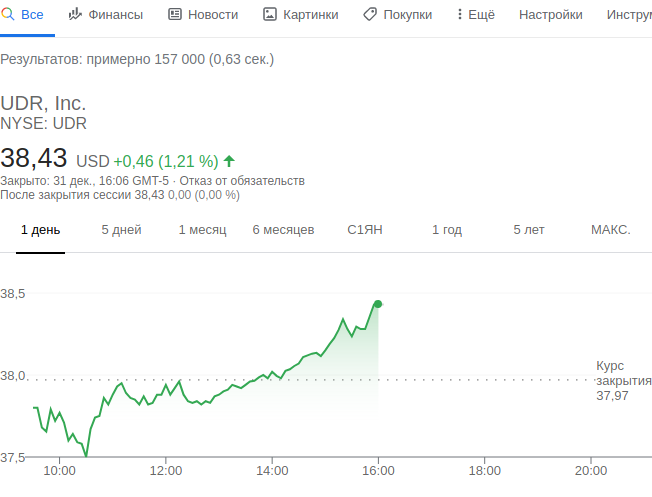 Все Финансы Новости Картинки Покупки Ещё Настройки Инструм
Результатов: примерно 157 000 (0,63 сек.)
UDR, Inc.
NYSE: UDR
38,43 USD +0,46 (1,21 %)
Закрыто: 31 дек., 16:06 GMT-5 · Отказ от обязательств
После закрытия сессии 38,43 0,00 (0,00 %)
1 день 5 дней 1 месяц 6 месяцев С1ЯН 1 год 5 лет МАКС.
38,5
38,0
37,5
Курс
закрытия
37,97
10:00 12:00 14:00 16:00 18:00 20:00